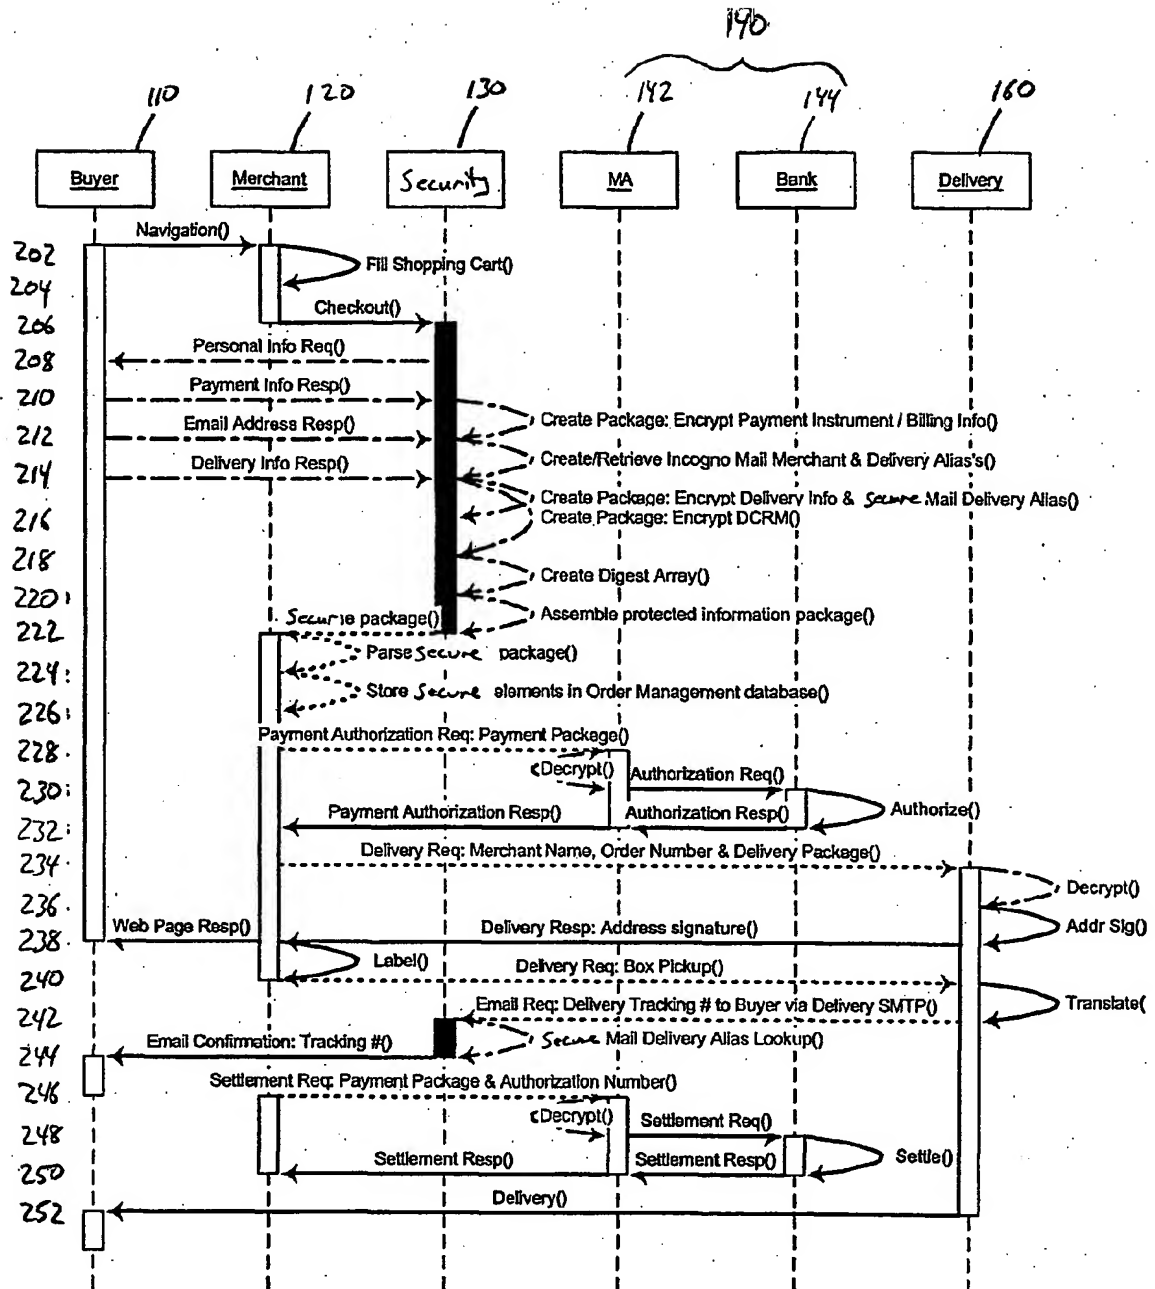 140
110 120 130 142 144 160
Buyer Merchant Security MA Bank Delivery
Navigation()
202
Fill Shopping Cart()
204
Checkout()
206
Personal Info Req()
208
Payment Info Resp()
210
Create Package: Encrypt Payment Instrument / Billing Info()
Email Address Resp()
212
Create/Retrieve Incogno Mail Merchant & Delivery Alias's()
Delivery Info Resp()
214
Create Package: Encrypt Delivery Info & Secure Mail Delivery Alias()
216
Create Package: Encrypt DCRM()
218
Create Digest Array()
220:
Assemble protected information package()
Secure package()
222
Parse Secure package()
224:
Store Secure elements in Order Management database()
226:
Payment Authorization Req: Payment Package()
228.
Decrypt() Authorization Req()
230:
Authorize()
Payment Authorization Resp() Authorization Resp()
232:
Delivery Req: Merchant Name, Order Number & Delivery Package()
234
Decrypt()
236.
Web Page Resp() Delivery Resp: Address signature() Addr Sig()
238.
Label() Delivery Req: Box Pickup()
240
Email Req: Delivery Tracking # to Buyer via Delivery SMTP() Translate(
242
Email Confirmation: Tracking #() Secure Mail Delivery Alias Lookup()
244
Settlement Req: Payment Package & Authorization Number()
246
Decrypt() Settlement Req()
248
Settlement Resp() Settlement Resp() Settle()
250
Delivery()
252